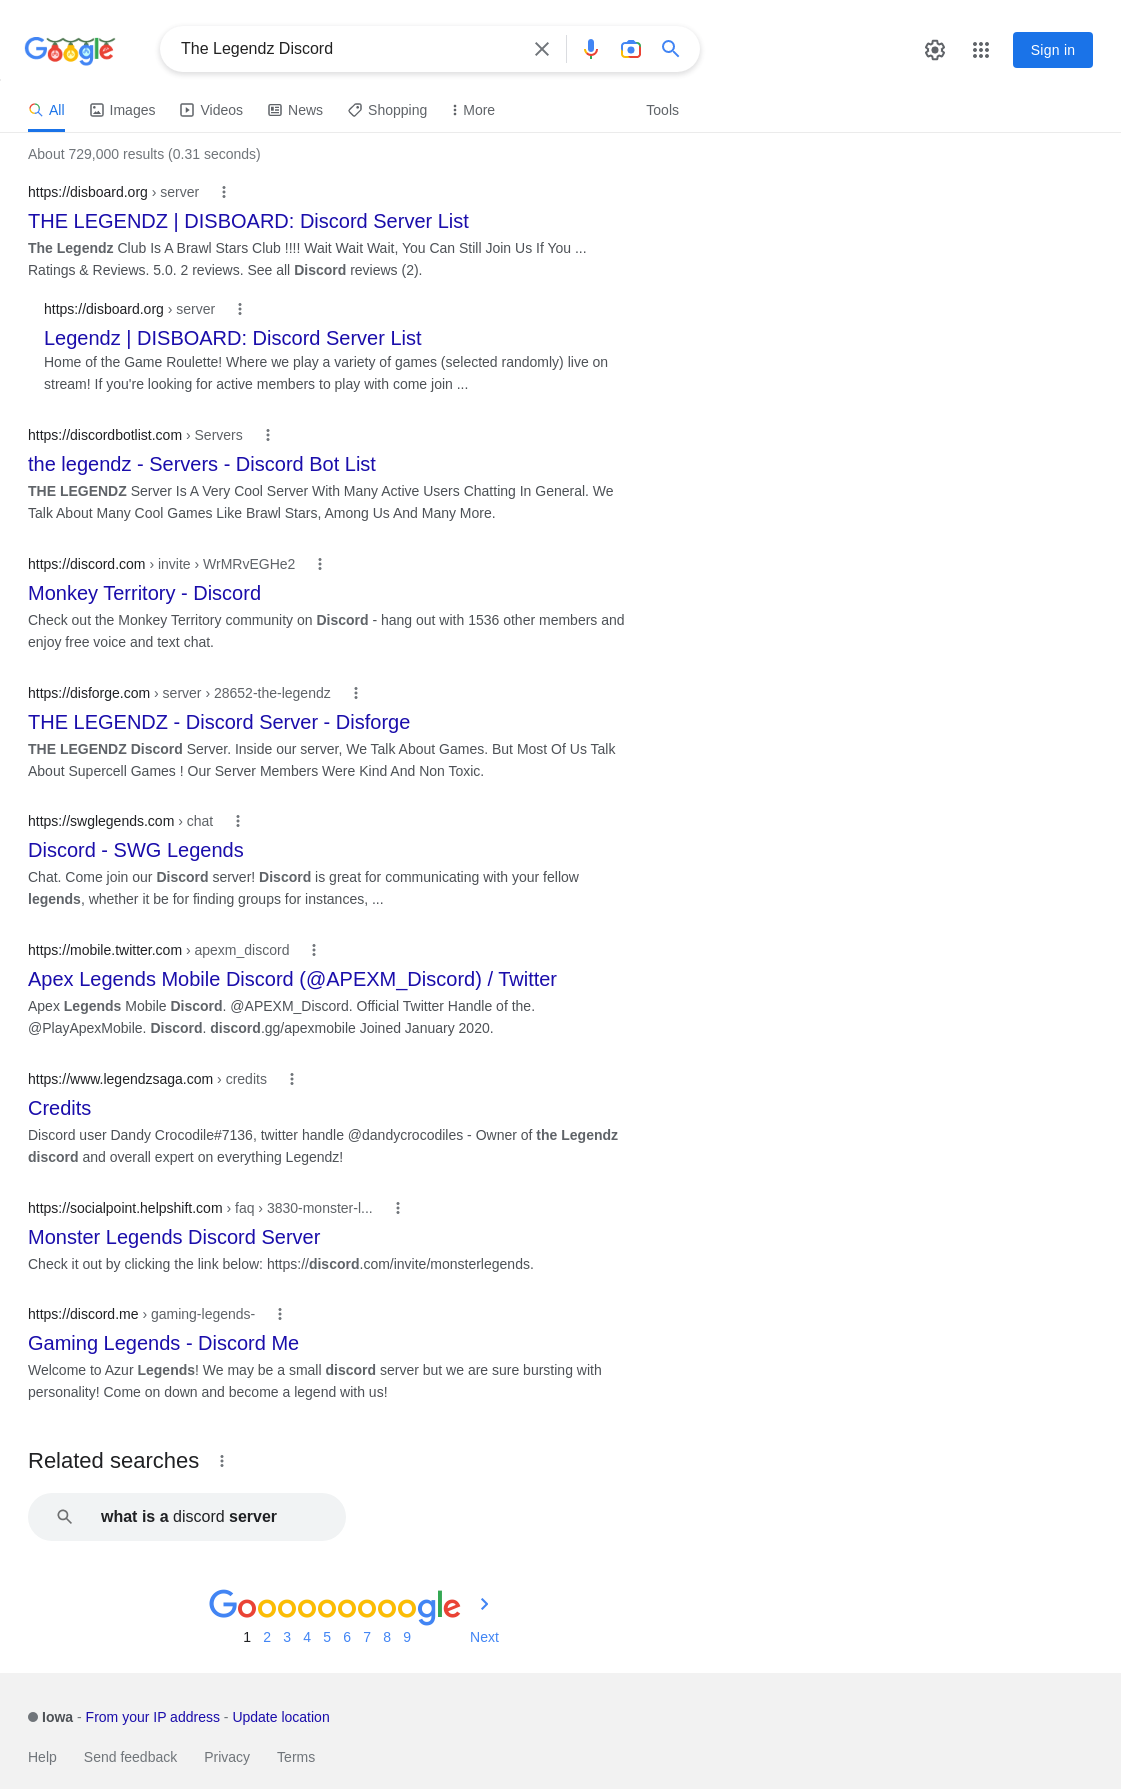 Google
The Legendz Discord
Sign in
All Images Videos News Shopping More Tools
About 729,000 results (0.31 seconds)
https://disboard.org › server
THE LEGENDZ | DISBOARD: Discord Server List
The Legendz Club Is A Brawl Stars Club !!!! Wait Wait Wait, You Can Still Join Us If You ...
Ratings & Reviews. 5.0. 2 reviews. See all Discord reviews (2).
https://disboard.org › server
Legendz | DISBOARD: Discord Server List
Home of the Game Roulette! Where we play a variety of games (selected randomly) live on
stream! If you're looking for active members to play with come join ...
https://discordbotlist.com › Servers
the legendz - Servers - Discord Bot List
THE LEGENDZ Server Is A Very Cool Server With Many Active Users Chatting In General. We
Talk About Many Cool Games Like Brawl Stars, Among Us And Many More.
https://discord.com › invite › WrMRvEGHe2
Monkey Territory - Discord
Check out the Monkey Territory community on Discord - hang out with 1536 other members and
enjoy free voice and text chat.
https://disforge.com › server › 28652-the-legendz
THE LEGENDZ - Discord Server - Disforge
THE LEGENDZ Discord Server. Inside our server, We Talk About Games. But Most Of Us Talk
About Supercell Games ! Our Server Members Were Kind And Non Toxic.
https://swglegends.com › chat
Discord - SWG Legends
Chat. Come join our Discord server! Discord is great for communicating with your fellow
legends, whether it be for finding groups for instances, ...
https://mobile.twitter.com › apexm_discord
Apex Legends Mobile Discord (@APEXM_Discord) / Twitter
Apex Legends Mobile Discord. @APEXM_Discord. Official Twitter Handle of the.
@PlayApexMobile. Discord. discord.gg/apexmobile Joined January 2020.
https://www.legendzsaga.com › credits
Credits
Discord user Dandy Crocodile#7136, twitter handle @dandycrocodiles - Owner of the Legendz
discord and overall expert on everything Legendz!
https://socialpoint.helpshift.com › faq › 3830-monster-l...
Monster Legends Discord Server
Check it out by clicking the link below: https://discord.com/invite/monsterlegends.
https://discord.me › gaming-legends-
Gaming Legends - Discord Me
Welcome to Azur Legends! We may be a small discord server but we are sure bursting with
personality! Come on down and become a legend with us!
Related searches
what is a discord server
Goooooooooogle
1 2 3 4 5 6 7 8 9 Next
Iowa - From your IP address - Update location
Help Send feedback Privacy Terms